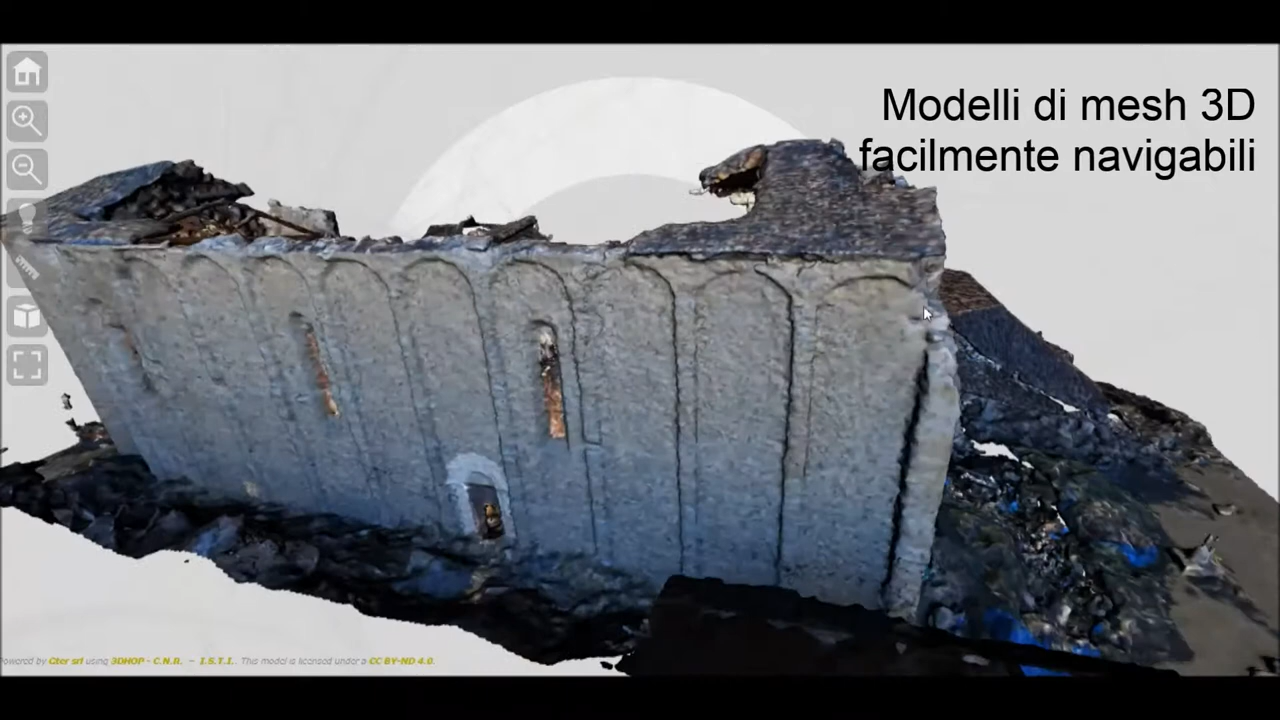 Modelli di mesh 3D
facilmente navigabili
Powered by Cter srl using 3DHOP - C.N.R. - I.S.T.I.. This model is licensed under a CC BY-ND 4.0.